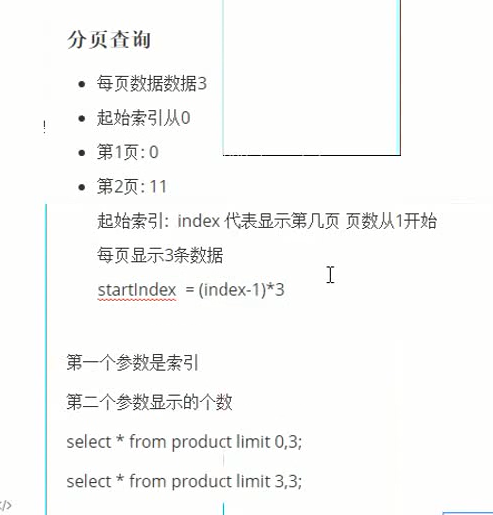 分页查询
每页数据数据3
起始索引从0
第1页: 0
第2页: 11
起始索引: index 代表显示第几页 页数从1开始
每页显示3条数据
startIndex = (index-1)*3
第一个参数是索引
第二个参数显示的个数
select * from product limit 0,3;
select * from product limit 3,3;